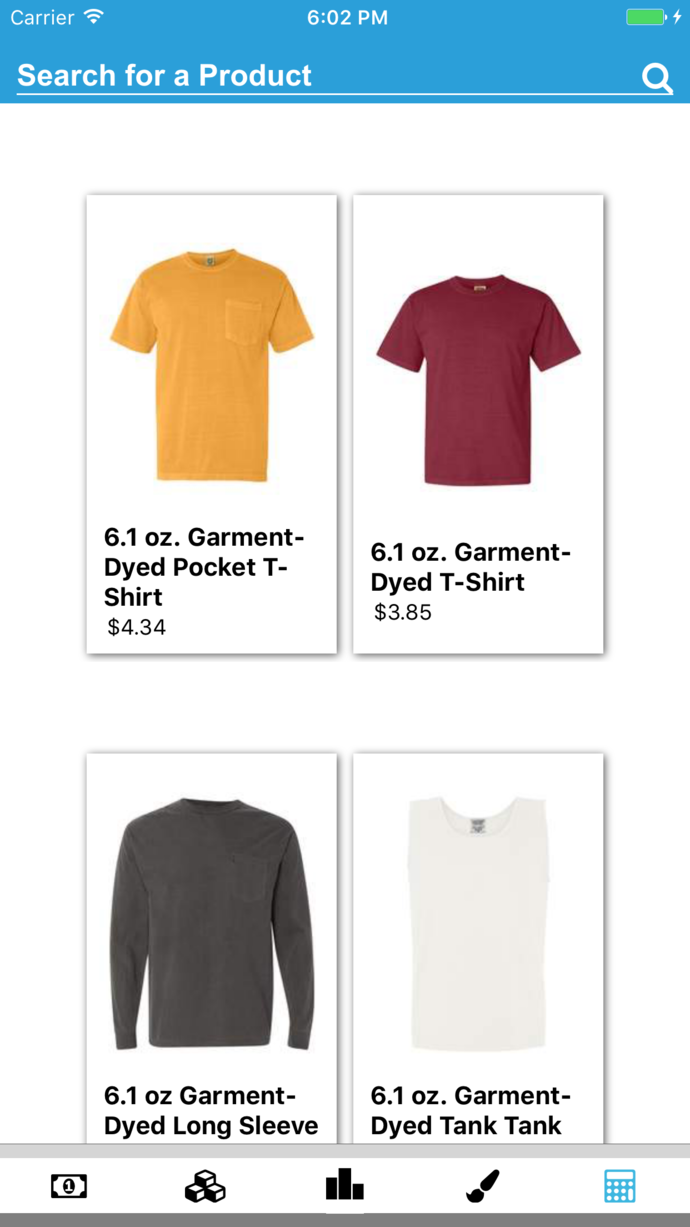 Carrier 6:02 PM
Search for a Product
6.1 oz. Garment-
Dyed Pocket T-
Shirt
$4.34
6.1 oz. Garment-
Dyed T-Shirt
$3.85
6.1 oz Garment-
Dyed Long Sleeve
6.1 oz. Garment-
Dyed Tank Tank
1